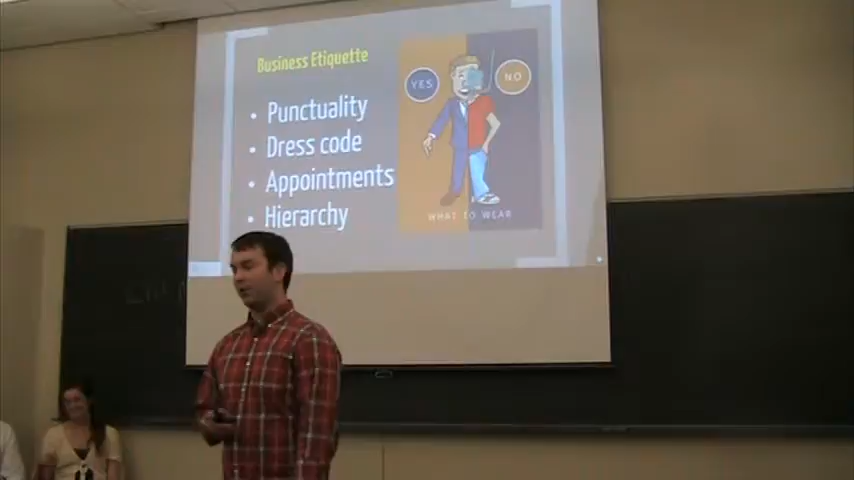 Business Etiquette
• Punctuality
• Dress code
• Appointments
• Hierarchy
YES
NO
WHAT TO WEAR